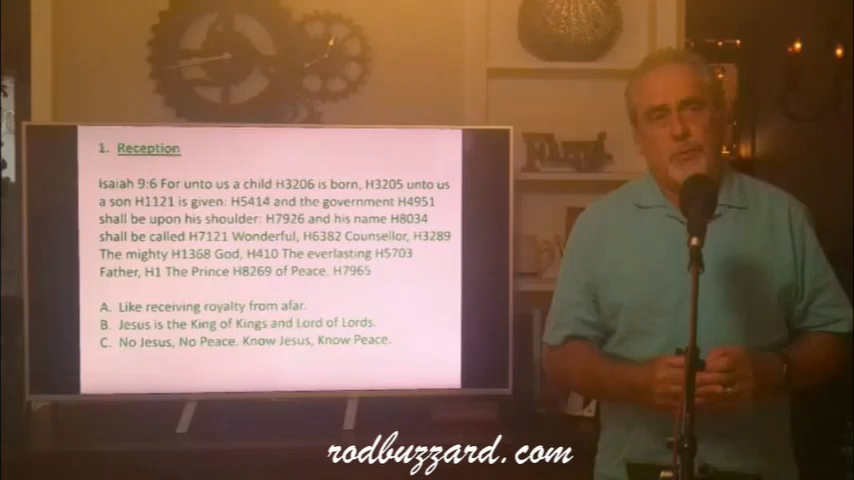 1. Reception
Isaiah 9:6 For unto us a child H3206 is born, H3205 unto us
a son H1121 is given: H5414 and the government H4951
shall be upon his shoulder: H7926 and his name H8034
shall be called H7121 Wonderful, H6382 Counsellor, H3289
The mighty H1368 God, H410 The everlasting H5703
Father, H1 The Prince H8269 of Peace. H7965
A. Like receiving royalty from afar.
B. Jesus is the King of Kings and Lord of Lords.
C. No Jesus, No Peace. Know Jesus, Know Peace.
rodbuzzard.com